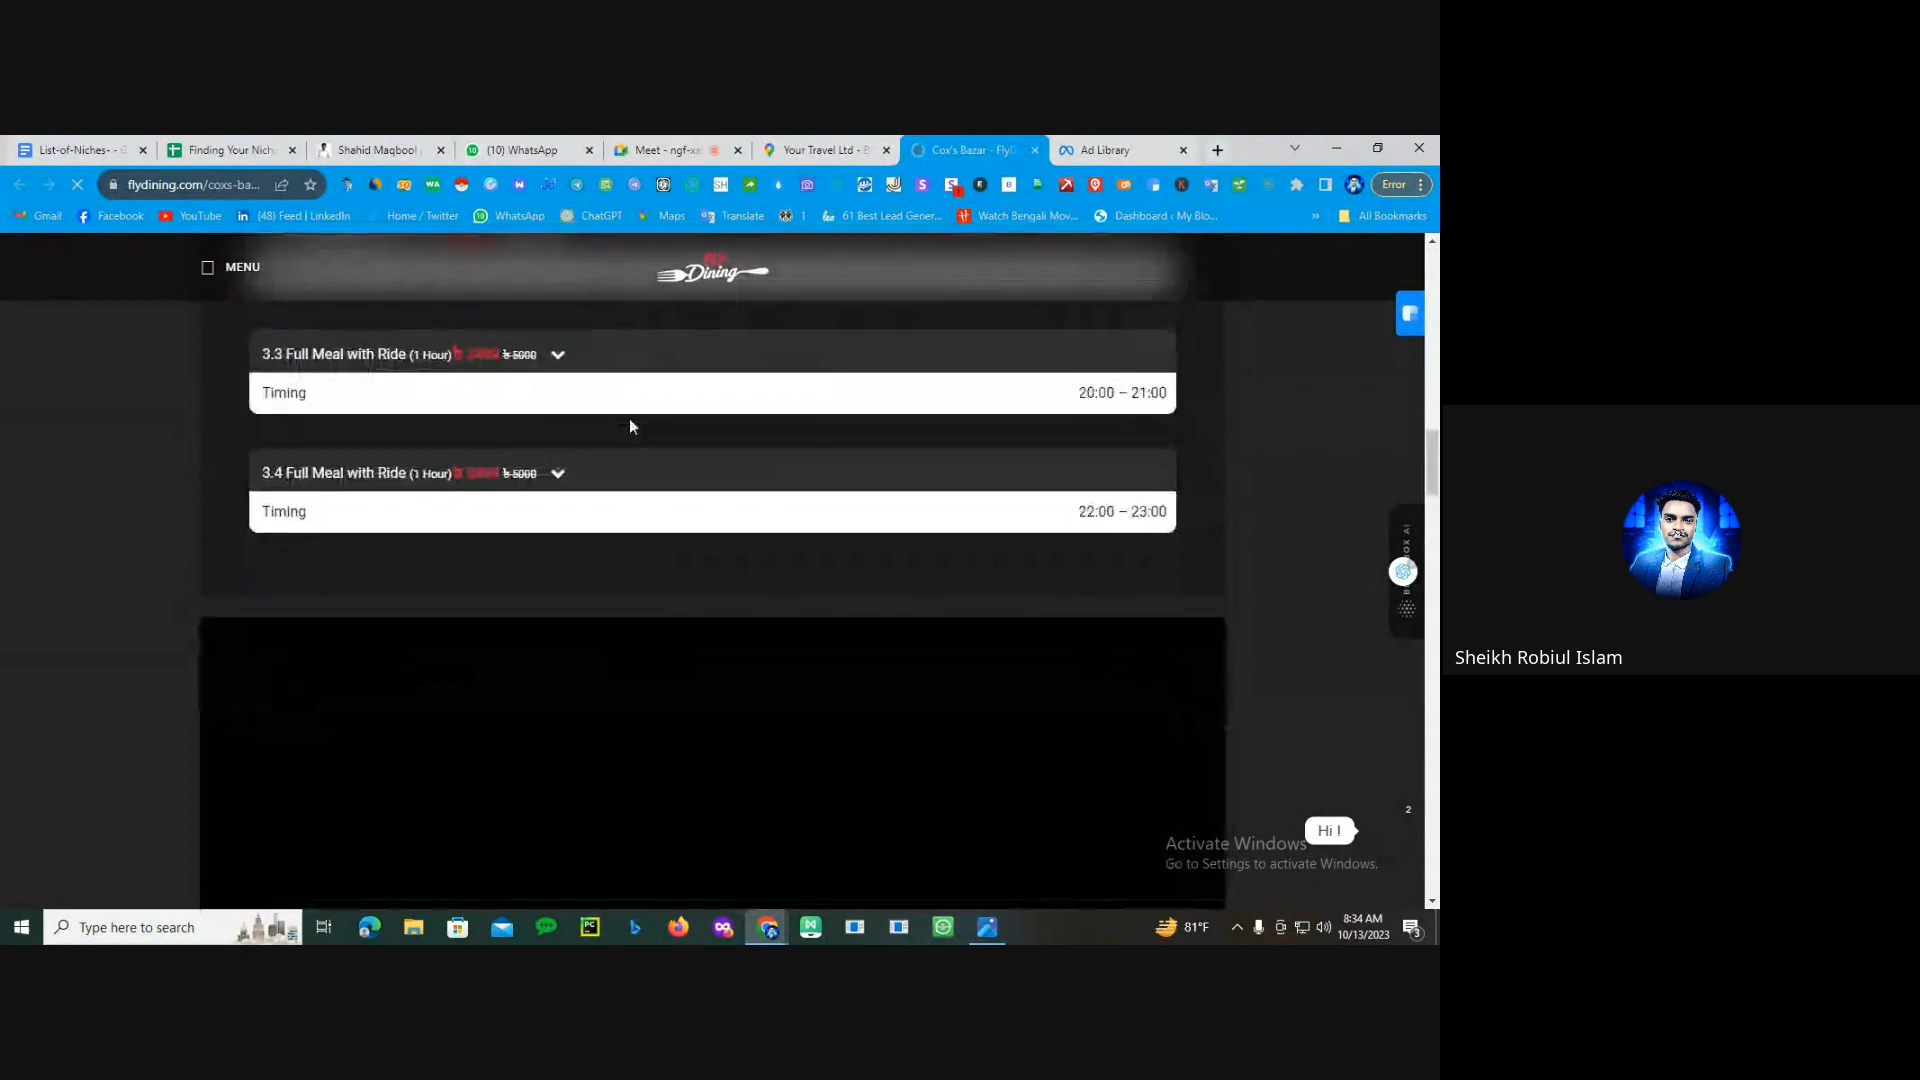 List-of-Niches- - G
Finding Your Nich
Shahid Maqbool
(10) WhatsApp
Meet - ngf-xa
Your Travel Ltd - B
Cox's Bazar - FlyD
Ad Library
flydining.com/coxs-ba...
Error
Gmail
Facebook
YouTube
(48) Feed | LinkedIn
Home / Twitter
WhatsApp
ChatGPT
Maps
Translate
1
61 Best Lead Gener...
Watch Bengali Mov...
Dashboard ‹ My Blo...
»
All Bookmarks
MENU
Fly
Dining
3.3 Full Meal with Ride (1 Hour) ৳ 5000
Timing 20:00 – 21:00
3.4 Full Meal with Ride (1 Hour) ৳ 5000
Timing 22:00 – 23:00
2
Hi !
Activate Windows
Go to Settings to activate Windows.
Type here to search
81°F
8:34 AM
10/13/2023
3
Sheikh Robiul Islam